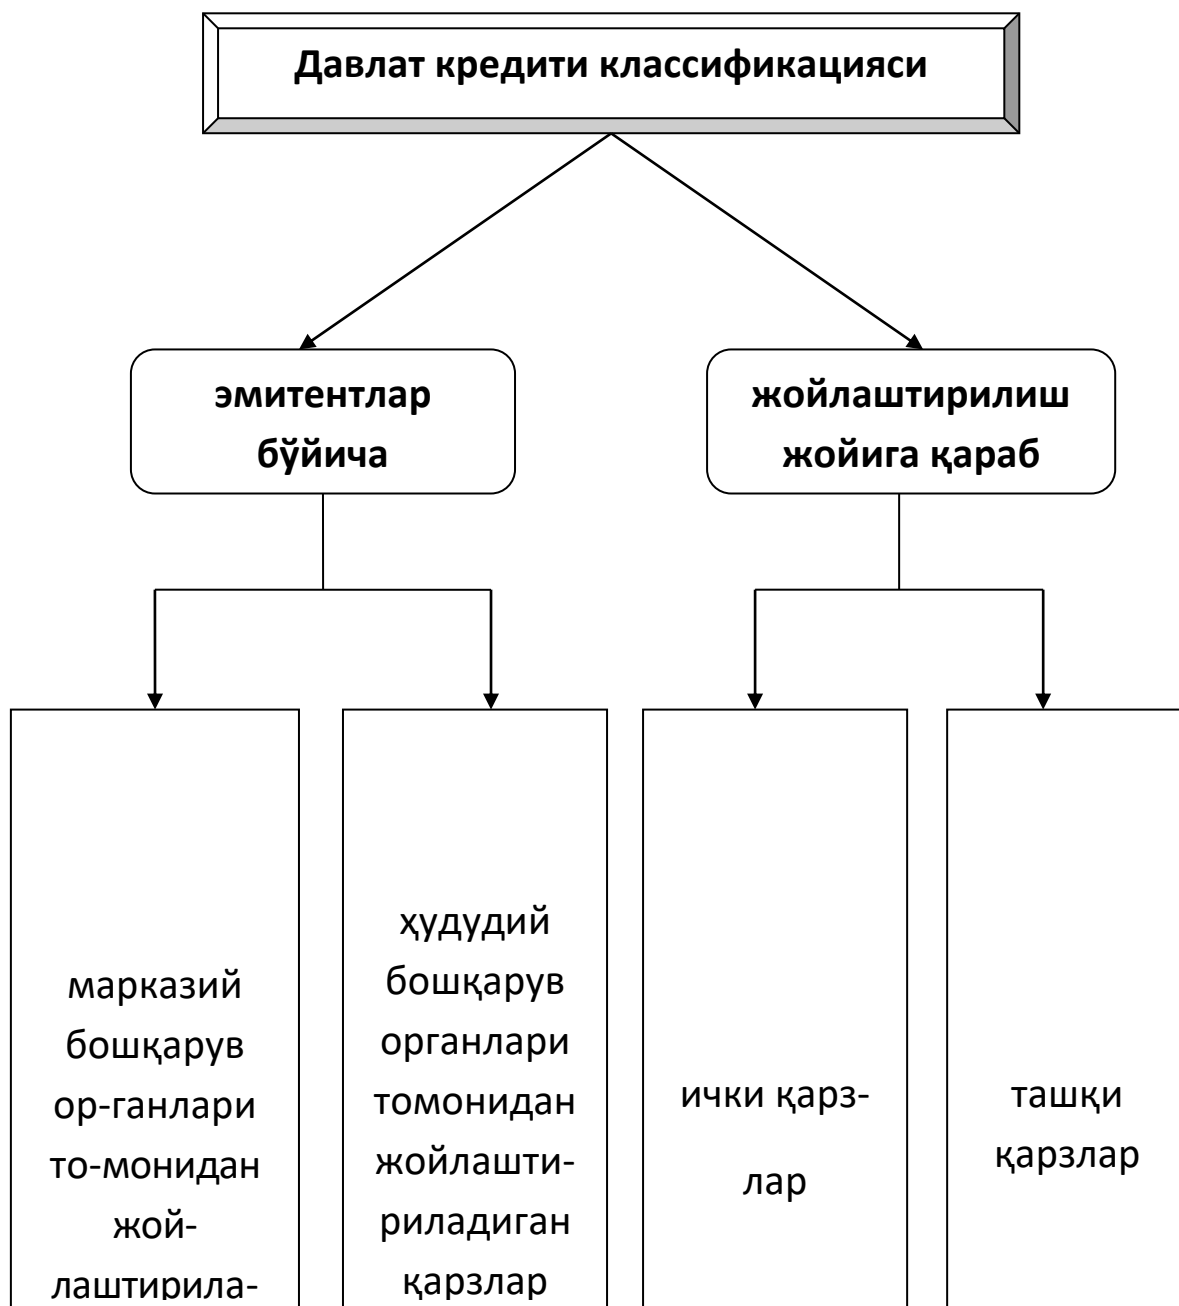 Давлат кредити классификацияси
эмитентлар
бўйича
жойлаштирилиш
жойига қараб
марказий
бошқарув
ор-ганлари
то-монидан
жой-
лаштирила-
ҳудудий
бошқарув
органлари
томонидан
жойлашти-
риладиган
қарзлар
ички қарз-
лар
ташқи
қарзлар